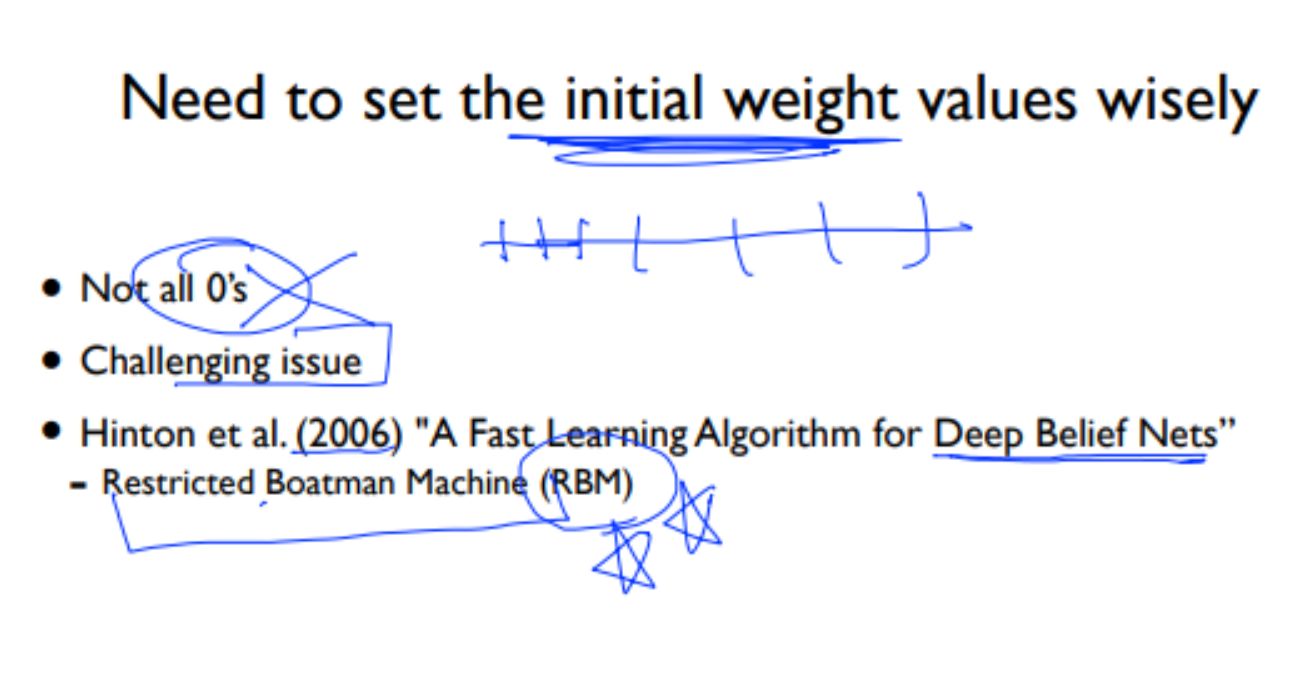 Need to set the initial weight values wisely
• Not all 0's
• Challenging issue
• Hinton et al. (2006) "A Fast Learning Algorithm for Deep Belief Nets”
– Restricted Boatman Machine (RBM)